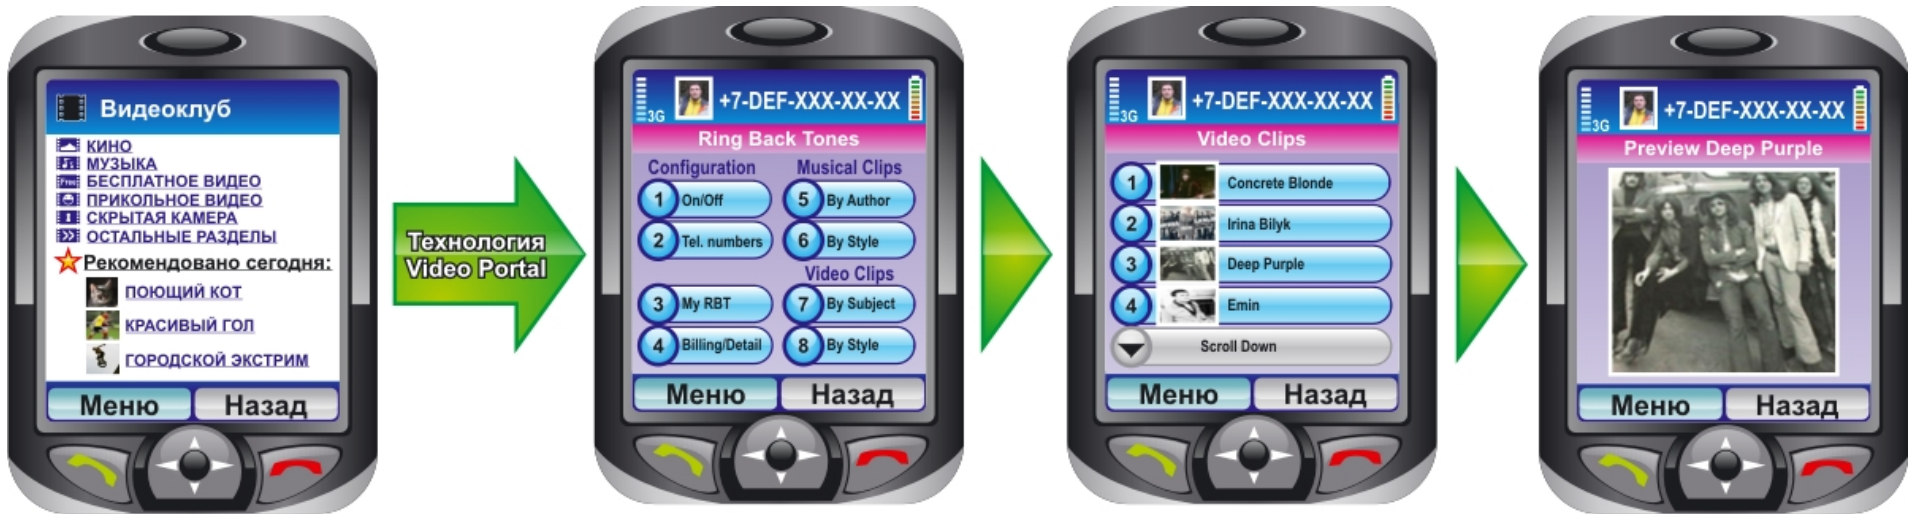 Видеоклуб
КИНО
МУЗЫКА
Free БЕСПЛАТНОЕ ВИДЕО
ПРИКОЛЬНОЕ ВИДЕО
СКРЫТАЯ КАМЕРА
ОСТАЛЬНЫЕ РАЗДЕЛЫ
Рекомендовано сегодня:
ПОЮЩИЙ КОТ
КРАСИВЫЙ ГОЛ
ГОРОДСКОЙ ЭКСТРИМ
Меню Назад
Технология
Video Portal
3G +7-DEF-XXX-XX-XX
Ring Back Tones
Configuration
1 On/Off
2 Tel. numbers
3 My RBT
4 Billing/Detail
Musical Clips
5 By Author
6 By Style
Video Clips
7 By Subject
8 By Style
Меню Назад
3G +7-DEF-XXX-XX-XX
Video Clips
1 Concrete Blonde
2 Irina Bilyk
3 Deep Purple
4 Emin
Scroll Down
Меню Назад
3G +7-DEF-XXX-XX-XX
Preview Deep Purple
Меню Назад